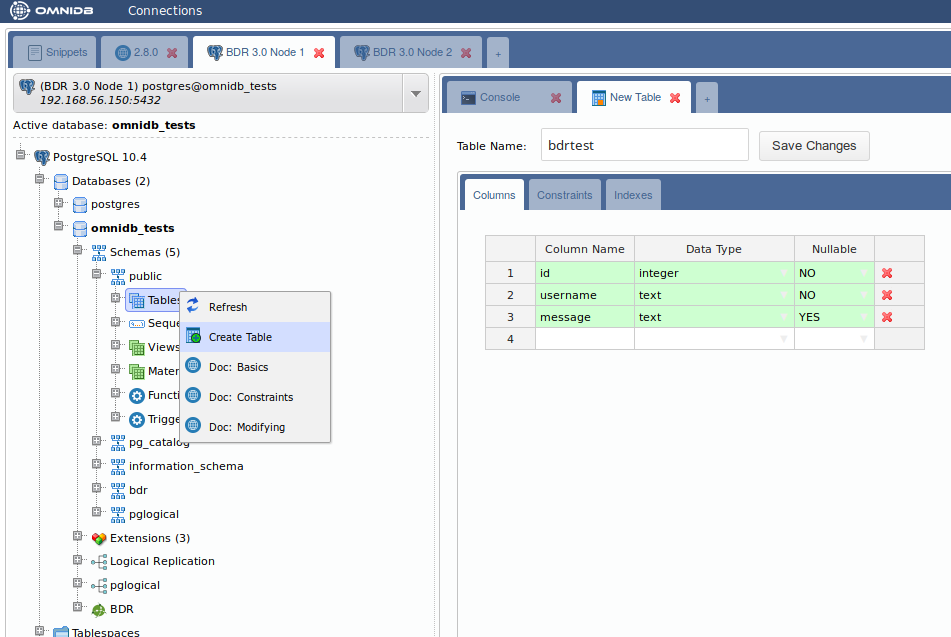 OMNIDB Connections
Snippets 2.8.0 BDR 3.0 Node 1 BDR 3.0 Node 2 +
(BDR 3.0 Node 1) postgres@omnidb_tests
192.168.56.150:5432
Active database: omnidb_tests
PostgreSQL 10.4
Databases (2)
postgres
omnidb_tests
Schemas (5)
public
Tables
Seque
Views
Mater
Functi
Trigge
pg_catalog
information_schema
bdr
pglogical
Extensions (3)
Logical Replication
pglogical
BDR
Tablespaces
Refresh
Create Table
Doc: Basics
Doc: Constraints
Doc: Modifying
Console New Table +
Table Name: bdrtest Save Changes
Columns Constraints Indexes
Column Name Data Type Nullable
1 id integer NO
2 username text NO
3 message text YES
4